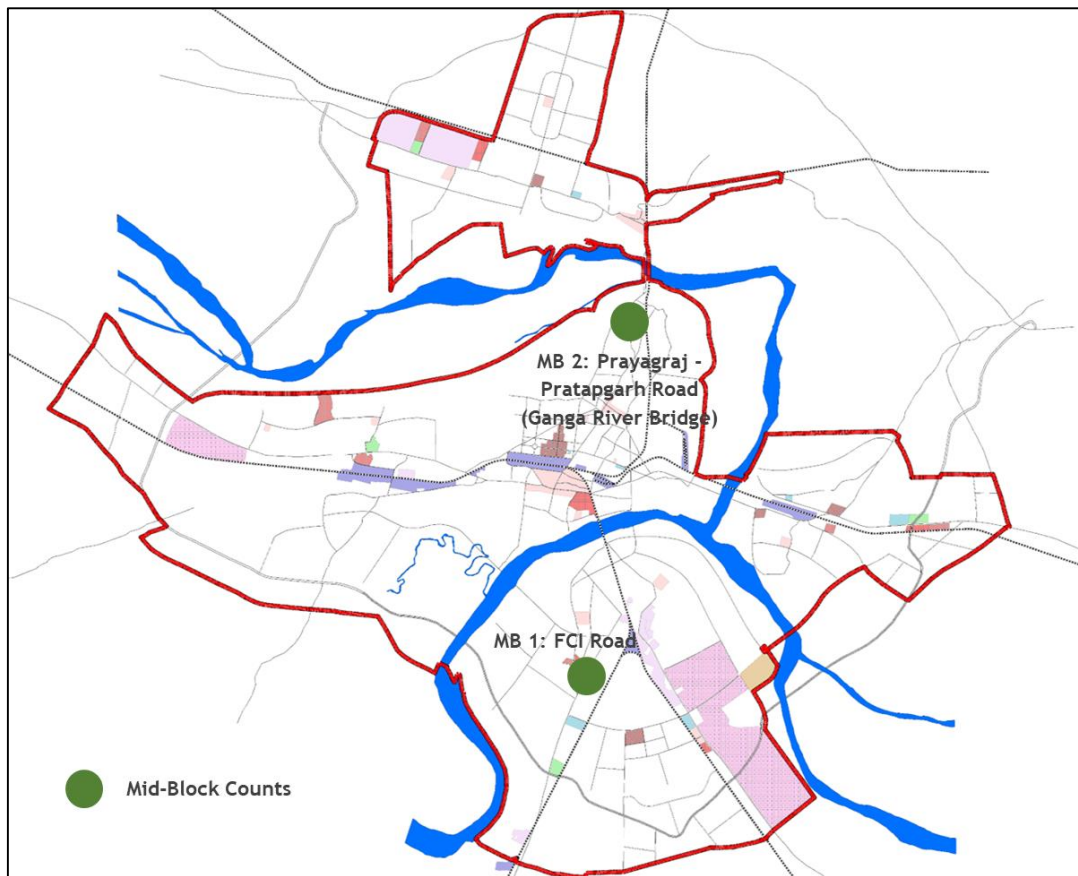 MB 2: Prayagraj -
Pratapgarh Road
(Ganga River Bridge)
MB 1: FCI Road
Mid-Block Counts